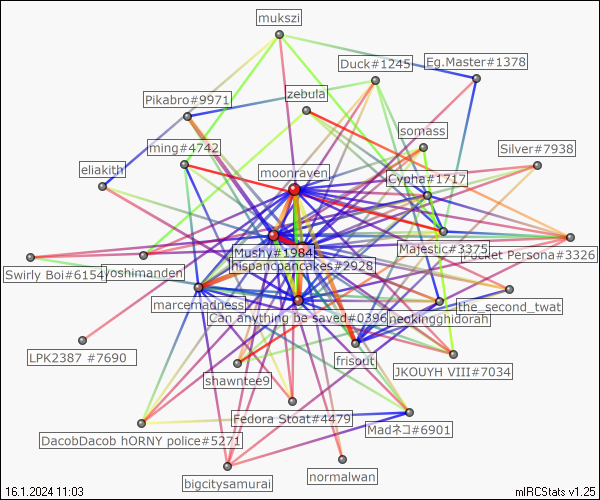 mukszi
Duck#1245
Eg.Master#1378
zebula
Pikabro#9971
somass
ming#4742
Silver#7938
eliakith
moonraven
Cypha#1717
Mushy#1984
Majestic#3375
Pocket Persona#3326
hispanicpancakes#2928
Swirly Boi#6154
yoshimanden
marcemadness
the_second_twat
Can anything be saved#0396
neokingghidorah
LPK2387 #7690
frisout
shawntee9
JKOUYH VIII#7034
Fedora Stoat#4479
Madネコ#6901
DacobDacob hORNY police#5271
normalwan
bigcitysamurai
16.1.2024 11:03
mIRCStats v1.25